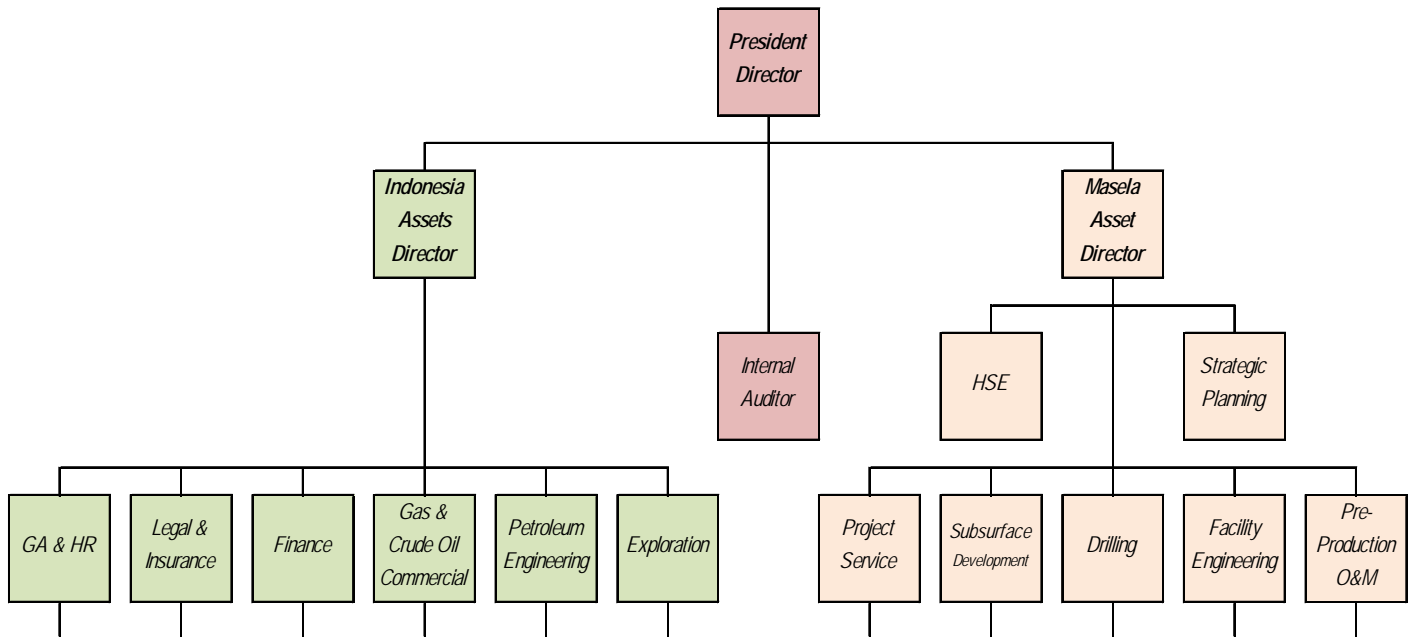 President
Director
Indonesia
Assets
Director
Masela
Asset
Director
Internal
Auditor
HSE
Strategic
Planning
GA & HR
Legal &
Insurance
Finance
Gas &
Crude Oil
Commercial
Petroleum
Engineering
Exploration
Project
Service
Subsurface
Development
Drilling
Facility
Engineering
Pre-
Production
O&M